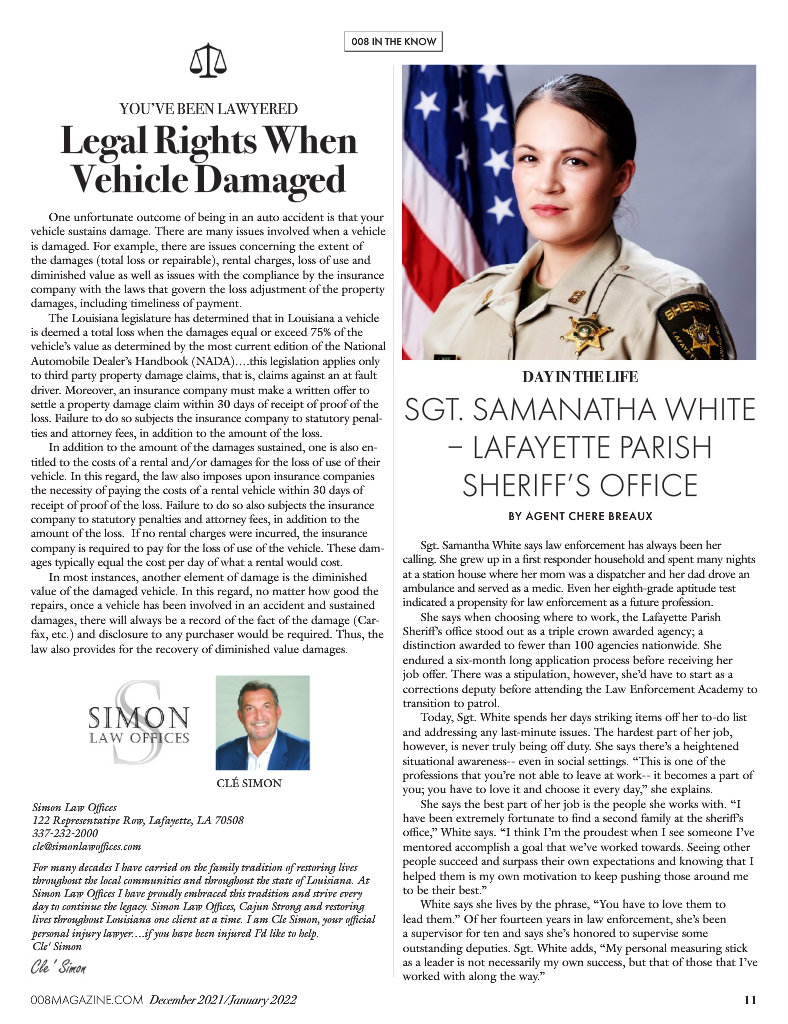 008 IN THE KNOW
YOU'VE BEEN LAWYERED
Legal Rights When
Vehicle Damaged
One unfortunate outcome of being in an auto accident is that your
vehicle sustains damage. There are many issues involved when a vehicle
is damaged. For example, there are issues concerning the extent of
the damages (total loss or repairable), rental charges, loss of use and
diminished value as well as issues with the compliance by the insurance
company with the laws that govern the loss adjustment of the property
damages, including timeliness of payment.
The Louisiana legislature has determined that in Louisiana a vehicle
is deemed a total loss when the damages equal or exceed 75% of the
vehicle's value as determined by the most current edition of the National
Automobile Dealer's Handbook (NADA)….this legislation applies only
to third party property damage claims, that is, claims against an at fault
driver. Moreover, an insurance company must make a written offer to
settle a property damage claim within 30 days of receipt of proof of the
loss. Failure to do so subjects the insurance company to statutory penal-
ties and attorney fees, in addition to the amount of the loss.
In addition to the amount of the damages sustained, one is also en-
titled to the costs of a rental and/or damages for the loss of use of their
vehicle. In this regard, the law also imposes upon insurance companies
the necessity of paying the costs of a rental vehicle within 30 days of
receipt of proof of the loss. Failure to do so also subjects the insurance
company to statutory penalties and attorney fees, in addition to the
amount of the loss. If no rental charges were incurred, the insurance
company is required to pay for the loss of use of the vehicle. These dam-
ages typically equal the cost per day of what a rental would cost.
In most instances, another element of damage is the diminished
value of the damaged vehicle. In this regard, no matter how good the
repairs, once a vehicle has been involved in an accident and sustained
damages, there will always be a record of the fact of the damage (Car-
fax, etc.) and disclosure to any purchaser would be required. Thus, the
law also provides for the recovery of diminished value damages.
S
SIMON
LAW OFFICES
CLÉ SIMON
Simon Law Offices
122 Representative Row, Lafayette, LA 70508
337-232-2000
cle@simonlawoffices.com
For many decades I have carried on the family tradition of restoring lives
throughout the local communities and throughout the state of Louisiana. At
Simon Law Offices I have proudly embraced this tradition and strive every
day to continue the legacy. Simon Law Offices, Cajun Strong and restoring
lives throughout Louisiana one client at a time. I am Cle Simon, your official
personal injury lawyer….if you have been injured I'd like to help.
Cle' Simon
Cle' Simon
SHERIFF
DAY IN THE LIFE
SGT. SAMANATHA WHITE
– LAFAYETTE PARISH
SHERIFF'S OFFICE
BY AGENT CHERE BREAUX
Sgt. Samantha White says law enforcement has always been her
calling. She grew up in a first responder household and spent many nights
at a station house where her mom was a dispatcher and her dad drove an
ambulance and served as a medic. Even her eighth-grade aptitude test
indicated a propensity for law enforcement as a future profession.
She says when choosing where to work, the Lafayette Parish
Sheriff's office stood out as a triple crown awarded agency; a
distinction awarded to fewer than 100 agencies nationwide. She
endured a six-month long application process before receiving her
job offer. There was a stipulation, however, she'd have to start as a
corrections deputy before attending the Law Enforcement Academy to
transition to patrol.
Today, Sgt. White spends her days striking items off her to-do list
and addressing any last-minute issues. The hardest part of her job,
however, is never truly being off duty. She says there's a heightened
situational awareness-- even in social settings. “This is one of the
professions that you're not able to leave at work-- it becomes a part of
you; you have to love it and choose it every day,” she explains.
She says the best part of her job is the people she works with. “I
have been extremely fortunate to find a second family at the sheriff's
office,” White says. “I think I'm the proudest when I see someone I've
mentored accomplish a goal that we've worked towards. Seeing other
people succeed and surpass their own expectations and knowing that I
helped them is my own motivation to keep pushing those around me
to be their best.”
White says she lives by the phrase, “You have to love them to
lead them.” Of her fourteen years in law enforcement, she's been
a supervisor for ten and says she's honored to supervise some
outstanding deputies. Sgt. White adds, “My personal measuring stick
as a leader is not necessarily my own success, but that of those that I've
worked with along the way.”
008MAGAZINE.COM December 2021/January 2022
11